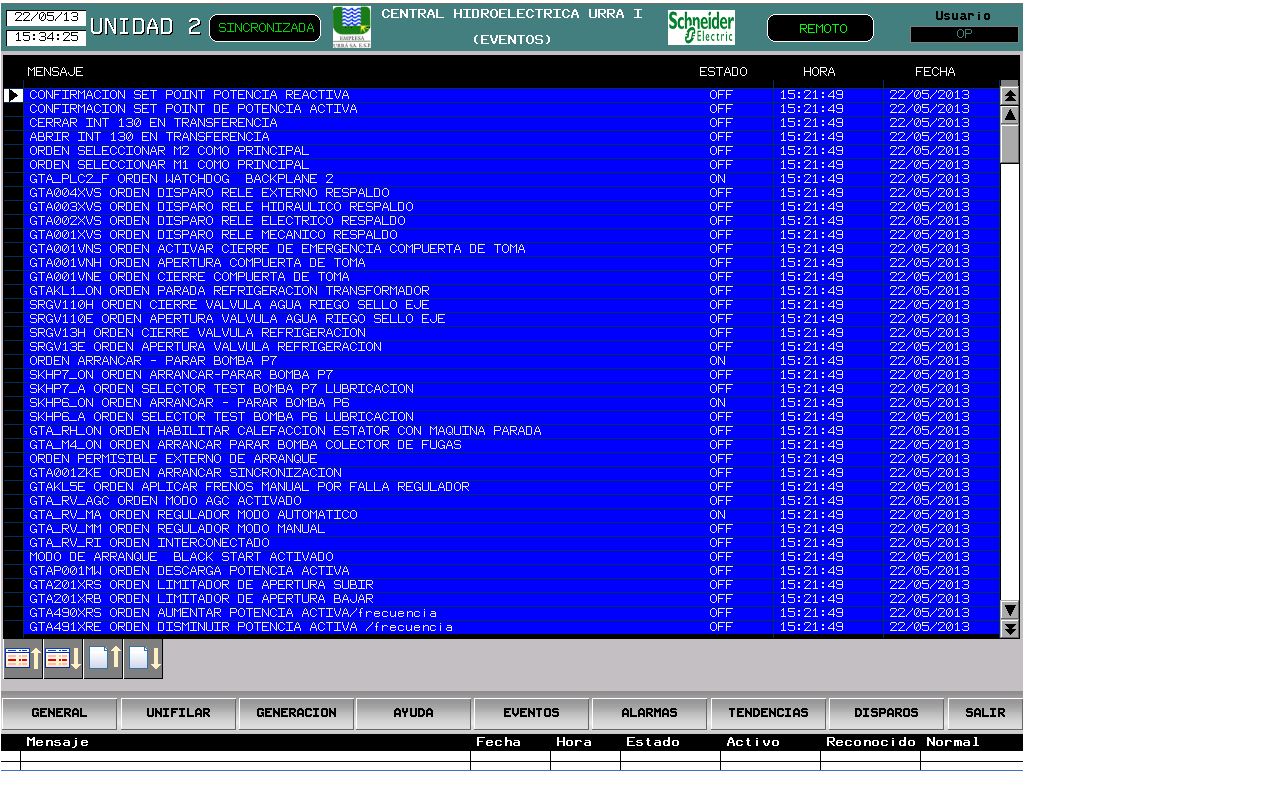 22/05/13
15:34:25
UNIDAD 2
SINCRONIZADA
EMPRESA
URRÁ S.A. E.S.P.
CENTRAL HIDROELECTRICA URRA I
(EVENTOS)
Schneider
Electric
REMOTO
Usuario
OP
MENSAJE ESTADO HORA FECHA
CONFIRMACION SET POINT POTENCIA REACTIVA OFF 15:21:49 22/05/2013
CONFIRMACION SET POINT DE POTENCIA ACTIVA OFF 15:21:49 22/05/2013
CERRAR INT 130 EN TRANSFERENCIA OFF 15:21:49 22/05/2013
ABRIR INT 130 EN TRANSFERENCIA OFF 15:21:49 22/05/2013
ORDEN SELECCIONAR M2 COMO PRINCIPAL OFF 15:21:49 22/05/2013
ORDEN SELECCIONAR M1 COMO PRINCIPAL OFF 15:21:49 22/05/2013
GTA_PLC2_F ORDEN WATCHDOG  BACKPLANE 2 ON 15:21:49 22/05/2013
GTA004XVS ORDEN DISPARO RELE EXTERNO RESPALDO OFF 15:21:49 22/05/2013
GTA003XVS ORDEN DISPARO RELE HIDRAULICO RESPALDO OFF 15:21:49 22/05/2013
GTA002XVS ORDEN DISPARO RELE ELECTRICO RESPALDO OFF 15:21:49 22/05/2013
GTA001XVS ORDEN DISPARO RELE MECANICO RESPALDO OFF 15:21:49 22/05/2013
GTA001VNS ORDEN ACTIVAR CIERRE DE EMERGENCIA COMPUERTA DE TOMA OFF 15:21:49 22/05/2013
GTA001VNH ORDEN APERTURA COMPUERTA DE TOMA OFF 15:21:49 22/05/2013
GTA001VNE ORDEN CIERRE COMPUERTA DE TOMA OFF 15:21:49 22/05/2013
GTAKL1_ON ORDEN PARADA REFRIGERACION TRANSFORMADOR OFF 15:21:49 22/05/2013
SRGV110H ORDEN CIERRE VALVULA AGUA RIEGO SELLO EJE OFF 15:21:49 22/05/2013
SRGV110E ORDEN APERTURA VALVULA AGUA RIEGO SELLO EJE OFF 15:21:49 22/05/2013
SRGV13H ORDEN CIERRE VALVULA REFRIGERACION OFF 15:21:49 22/05/2013
SRGV13E ORDEN APERTURA VALVULA REFRIGERACION OFF 15:21:49 22/05/2013
ORDEN ARRANCAR - PARAR BOMBA P7 ON 15:21:49 22/05/2013
SKHP7_ON ORDEN ARRANCAR-PARAR BOMBA P7 OFF 15:21:49 22/05/2013
SKHP7_A ORDEN SELECTOR TEST BOMBA P7 LUBRICACION OFF 15:21:49 22/05/2013
SKHP6_ON ORDEN ARRANCAR - PARAR BOMBA P6 ON 15:21:49 22/05/2013
SKHP6_A ORDEN SELECTOR TEST BOMBA P6 LUBRICACION OFF 15:21:49 22/05/2013
GTA_RH_ON ORDEN HABILITAR CALEFACCION ESTATOR CON MAQUINA PARADA OFF 15:21:49 22/05/2013
GTA_M4_ON ORDEN ARRANCAR PARAR BOMBA COLECTOR DE FUGAS OFF 15:21:49 22/05/2013
ORDEN PERMISIBLE EXTERNO DE ARRANQUE OFF 15:21:49 22/05/2013
GTA001ZKE ORDEN ARRANCAR SINCRONIZACION OFF 15:21:49 22/05/2013
GTAKL5E ORDEN APLICAR FRENOS MANUAL POR FALLA REGULADOR OFF 15:21:49 22/05/2013
GTA_RV_AGC ORDEN MODO AGC ACTIVADO OFF 15:21:49 22/05/2013
GTA_RV_MA ORDEN REGULADOR MODO AUTOMATICO ON 15:21:49 22/05/2013
GTA_RV_MM ORDEN REGULADOR MODO MANUAL OFF 15:21:49 22/05/2013
GTA_RV_RI ORDEN INTERCONECTADO OFF 15:21:49 22/05/2013
MODO DE ARRANQUE  BLACK START ACTIVADO OFF 15:21:49 22/05/2013
GTAP001MW ORDEN DESCARGA POTENCIA ACTIVA OFF 15:21:49 22/05/2013
GTA201XRS ORDEN LIMITADOR DE APERTURA SUBIR OFF 15:21:49 22/05/2013
GTA201XRB ORDEN LIMITADOR DE APERTURA BAJAR OFF 15:21:49 22/05/2013
GTA490XRS ORDEN AUMENTAR POTENCIA ACTIVA/frecuencia OFF 15:21:49 22/05/2013
GTA491XRE ORDEN DISMINUIR POTENCIA ACTIVA /frecuencia OFF 15:21:49 22/05/2013
GENERAL UNIFILAR GENERACION AYUDA EVENTOS ALARMAS TENDENCIAS DISPAROS SALIR
Mensaje Fecha Hora Estado Activo Reconocido Normal